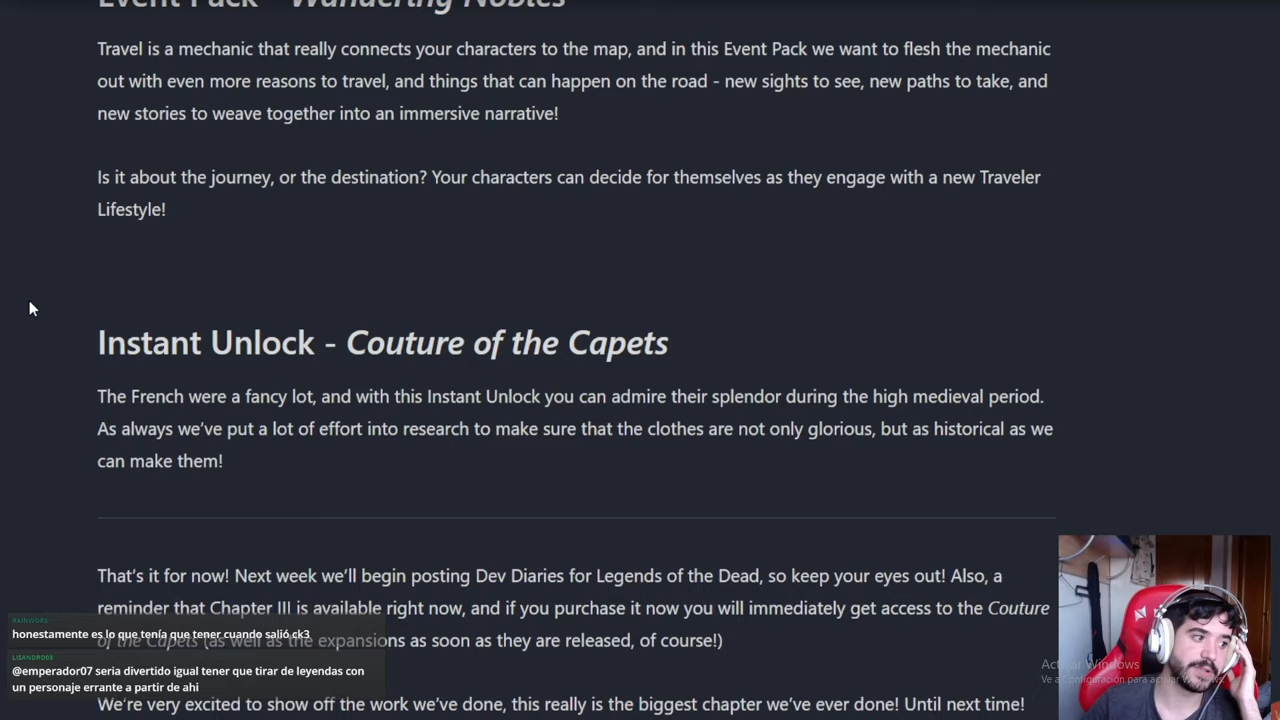 Event Pack - Wandering Nobles
Travel is a mechanic that really connects your characters to the map, and in this Event Pack we want to flesh the mechanic
out with even more reasons to travel, and things that can happen on the road - new sights to see, new paths to take, and
new stories to weave together into an immersive narrative!
Is it about the journey, or the destination? Your characters can decide for themselves as they engage with a new Traveler
Lifestyle!
Instant Unlock - Couture of the Capets
The French were a fancy lot, and with this Instant Unlock you can admire their splendor during the high medieval period.
As always we've put a lot of effort into research to make sure that the clothes are not only glorious, but as historical as we
can make them!
That's it for now! Next week we'll begin posting Dev Diaries for Legends of the Dead, so keep your eyes out! Also, a
reminder that Chapter III is available right now, and if you purchase it now you will immediately get access to the Couture
of the Capets (as well as the expansions as soon as they are released, of course!)
We're very excited to show off the work we've done, this really is the biggest chapter we've ever done! Until next time!
RAINWORS
honestamente es lo que tenía que tener cuando salió ck3
LISANDRO03
@emperador07 seria divertido igual tener que tirar de leyendas con
un personaje errante a partir de ahi
Activar Windows
Ve a Configuración para activar Windows.